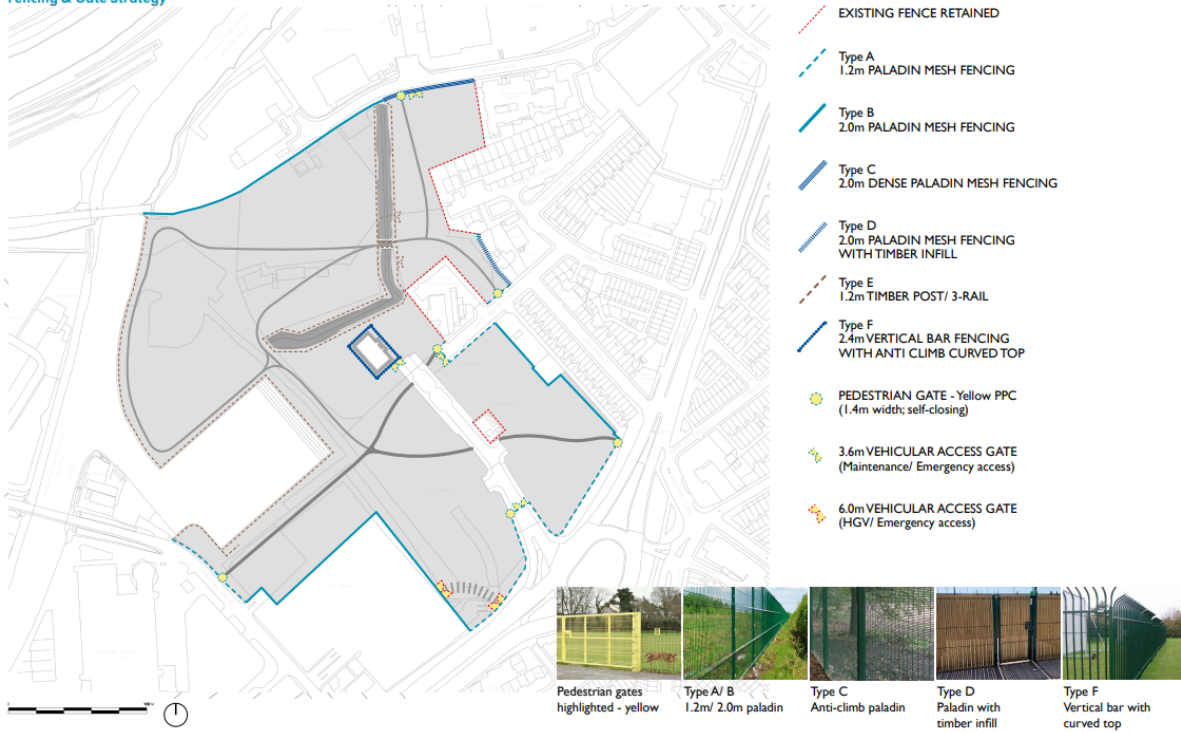 Fencing & Gate Strategy
EXISTING FENCE RETAINED
Type A
1.2m PALADIN MESH FENCING
Type B
2.0m PALADIN MESH FENCING
Type C
2.0m DENSE PALADIN MESH FENCING
Type D
2.0m PALADIN MESH FENCING
WITH TIMBER INFILL
Type E
1.2m TIMBER POST/ 3-RAIL
Type F
2.4m VERTICAL BAR FENCING
WITH ANTI CLIMB CURVED TOP
PEDESTRIAN GATE - Yellow PPC
(1.4m width; self-closing)
3.6m VEHICULAR ACCESS GATE
(Maintenance/ Emergency access)
6.0m VEHICULAR ACCESS GATE
(HGV/ Emergency access)
Pedestrian gates
highlighted - yellow
Type A/ B
1.2m/ 2.0m paladin
Type C
Anti-climb paladin
Type D
Paladin with
timber infill
Type F
Vertical bar with
curved top